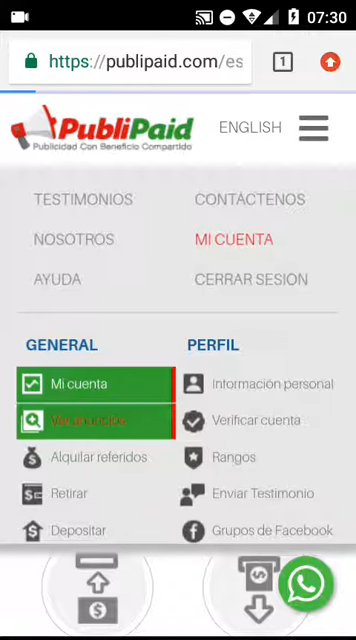 07:30
https://publipaid.com/es
1
PubliPaid
Publicidad Con Beneficio Compartido
ENGLISH
TESTIMONIOS
CONTÁCTENOS
NOSOTROS
MI CUENTA
AYUDA
CERRAR SESION
GENERAL
PERFIL
Mi cuenta
Información personal
Ver anuncios
Verificar cuenta
Alquilar referidos
Rangos
Retirar
Enviar Testimonio
Depositar
Grupos de Facebook